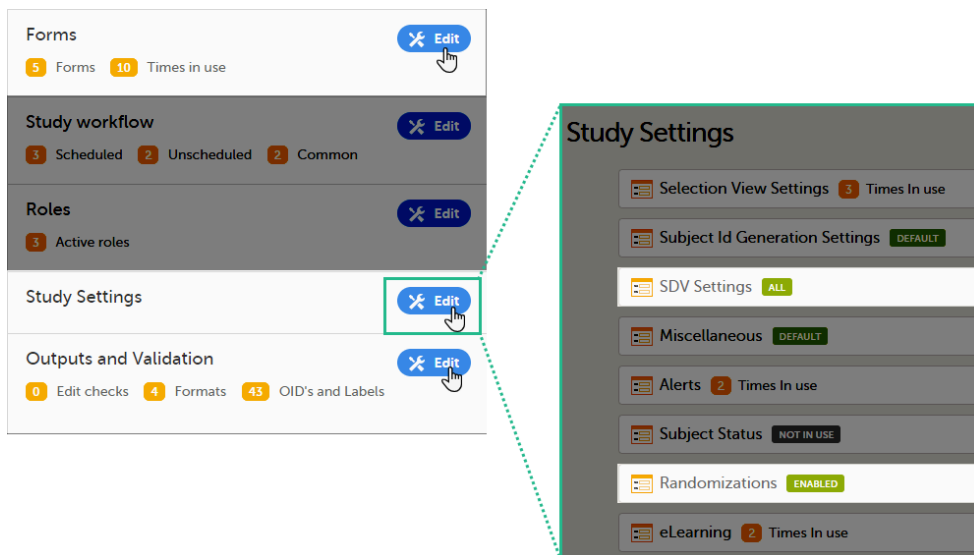 Forms
Edit
5 Forms 10 Times in use
Study workflow
Edit
3 Scheduled 2 Unscheduled 2 Common
Roles
Edit
3 Active roles
Study Settings
Edit
Outputs and Validation
Edit
0 Edit checks 4 Formats 43 OID's and Labels
Study Settings
Selection View Settings 3 Times In use
Subject Id Generation Settings DEFAULT
SDV Settings ALL
Miscellaneous DEFAULT
Alerts 2 Times In use
Subject Status NOT IN USE
Randomizations ENABLED
eLearning 2 Times In use